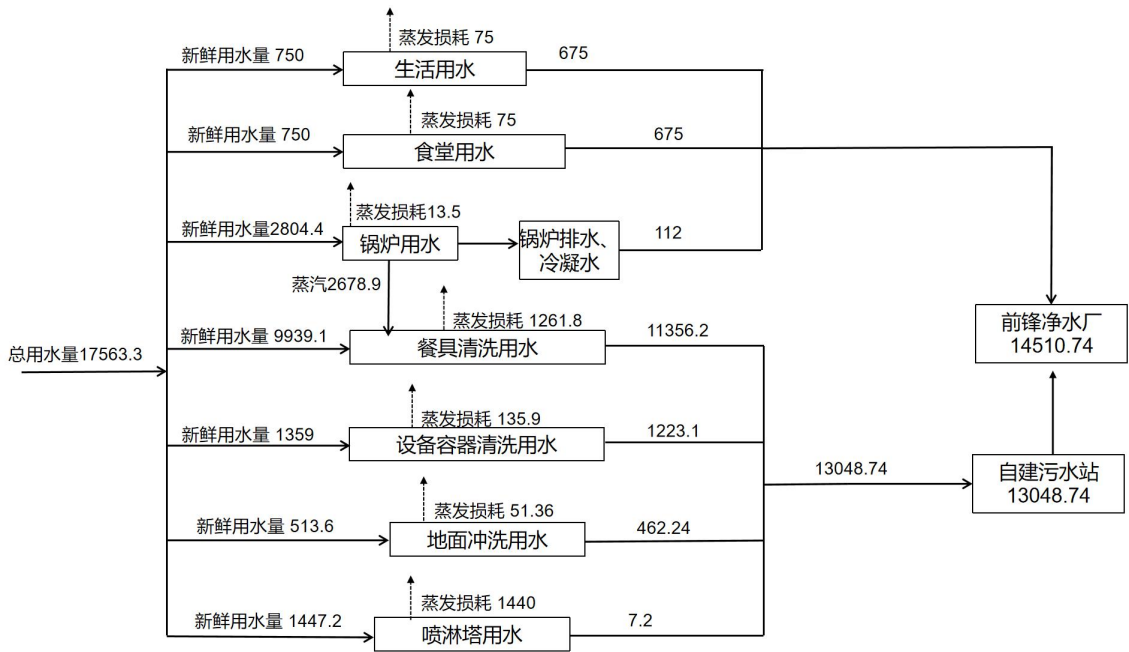 蒸发损耗 75
新鲜用水量 750
生活用水
675
蒸发损耗 75
新鲜用水量 750
食堂用水
675
蒸发损耗13.5
新鲜用水量2804.4
锅炉用水
锅炉排水、
冷凝水
112
蒸汽2678.9
蒸发损耗 1261.8
新鲜用水量 9939.1
餐具清洗用水
11356.2
前锋净水厂
14510.74
总用水量17563.3
蒸发损耗 135.9
新鲜用水量 1359
设备容器清洗用水
1223.1
13048.74
自建污水站
13048.74
蒸发损耗 51.36
新鲜用水量 513.6
地面冲洗用水
462.24
蒸发损耗 1440
新鲜用水量 1447.2
喷淋塔用水
7.2